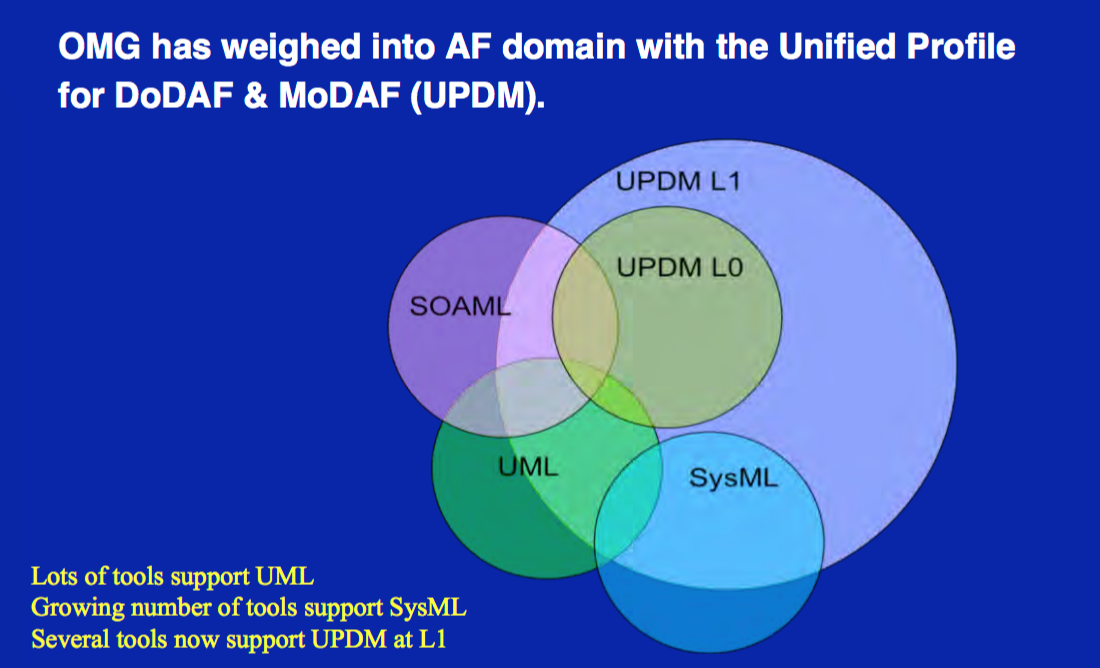 OMG has weighed into AF domain with the Unified Profile
for DoDAF & MoDAF (UPDM).
UPDM L1
UPDM L0
SOAML
UML
SysML
Lots of tools support UML
Growing number of tools support SysML
Several tools now support UPDM at L1